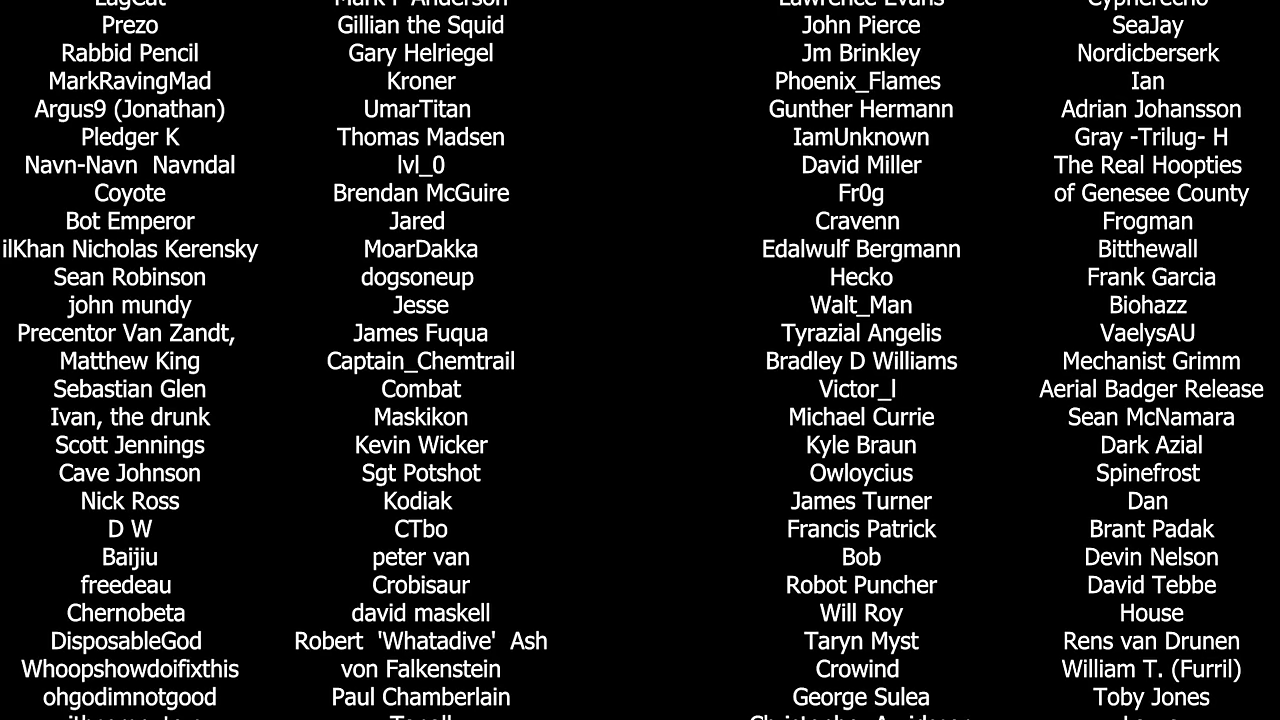 Prezo
Rabbid Pencil
MarkRavingMad
Argus9 (Jonathan)
Pledger K
Navn-Navn  Navndal
Coyote
Bot Emperor
ilKhan Nicholas Kerensky
Sean Robinson
john mundy
Precentor Van Zandt,
Matthew King
Sebastian Glen
Ivan, the drunk
Scott Jennings
Cave Johnson
Nick Ross
D W
Baijiu
freedeau
Chernobeta
DisposableGod
Whoopshowdoifixthis
ohgodimnotgood
Gillian the Squid
Gary Helriegel
Kroner
UmarTitan
Thomas Madsen
lvl_0
Brendan McGuire
Jared
MoarDakka
dogsoneup
Jesse
James Fuqua
Captain_Chemtrail
Combat
Maskikon
Kevin Wicker
Sgt Potshot
Kodiak
CTbo
peter van
Crobisaur
david maskell
Robert  'Whatadive'  Ash
von Falkenstein
Paul Chamberlain
Lawrence Evans
John Pierce
Jm Brinkley
Phoenix_Flames
Gunther Hermann
IamUnknown
David Miller
Fr0g
Cravenn
Edalwulf Bergmann
Hecko
Walt_Man
Tyrazial Angelis
Bradley D Williams
Victor_l
Michael Currie
Kyle Braun
Owloycius
James Turner
Francis Patrick
Bob
Robot Puncher
Will Roy
Taryn Myst
Crowind
George Sulea
SeaJay
Nordicberserk
Ian
Adrian Johansson
Gray -Trilug- H
The Real Hoopties
of Genesee County
Frogman
Bitthewall
Frank Garcia
Biohazz
VaelysAU
Mechanist Grimm
Aerial Badger Release
Sean McNamara
Dark Azial
Spinefrost
Dan
Brant Padak
Devin Nelson
David Tebbe
House
Rens van Drunen
William T. (Furril)
Toby Jones